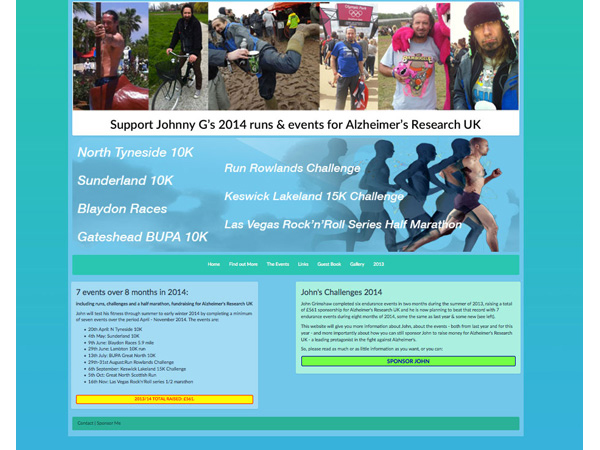 Support Johnny G's 2014 runs & events for Alzheimer's Research UK
North Tyneside 10K
Sunderland 10K
Blaydon Races
Gateshead BUPA 10K
Run Rowlands Challenge
Keswick Lakeland 15K Challenge
Las Vegas Rock'n'Roll Series Half Marathon
Home Find out More The Events Links Guest Book Gallery 2013
7 events over 8 months in 2014:
Including runs, challenges and a half marathon, fundraising for Alzheimer's Research UK
John will test his fitness through summer to early winter 2014 by completing a minimum
of seven events over the period April - November 2014. The events are:
20th April: N Tyneside 10K
4th May: Sunderland 10K
9th June: Blaydon Races 5.9 mile
29th June: London 10K run
13th July: BUPA Great North 10K
29th-31st August Run Rowlands Challenge
6th September: Keswick Lakeland 15K Challenge
5th Oct: Great North Scottish Run
16th Nov: Las Vegas Rock'n'Roll series 1/2 marathon
2013/14 TOTAL RAISED: £561.
John's Challenges 2014
John Grineshaw completed six endurance events in two months during the summer of 2013, raising a total
of £561 sponsorship for Alzheimer's Research UK and he is now planning to beat that record with 7
endurance events during eight months of 2014, some the same as last year & some new (see left).
This website will give you more information about John, about the events - both from last year and for this
year - and more importantly about how you can still sponsor John to raise money for Alzheimer's Research
UK - a leading protagonist in the fight against Alzheimer's.
So, please read as much or as little information as you want, or you can:
SPONSOR JOHN
Contact | Sponsor Me